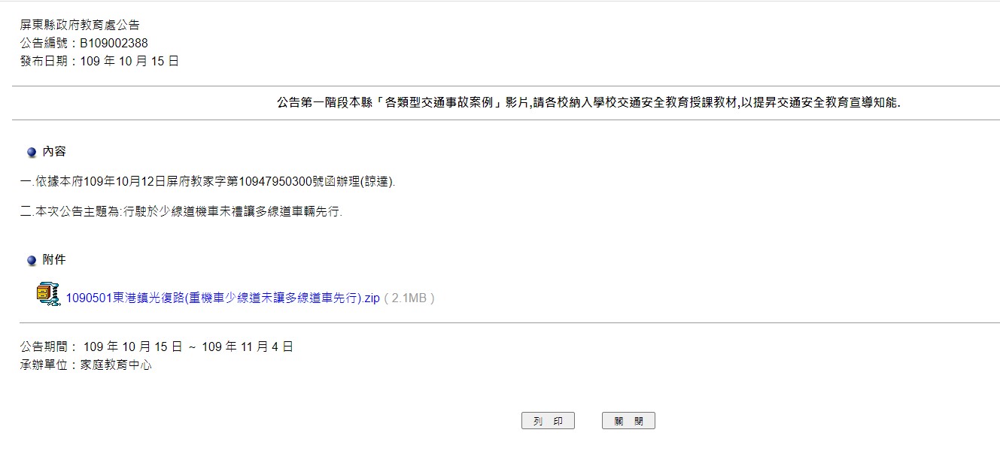 屏東縣政府教育處公告
公告編號：B109002388
發布日期：109 年 10 月 15 日
公告第一階段本縣「各類型交通事故案例」影片,請各校納入學校交通安全教育授課教材,以提昇交通安全教育宣導知能.
內容
一.依據本府109年10月12日屏府教家字第10947950300號函辦理(諒達).
二.本次公告主題為:行駛於少線道機車未禮讓多線道車輛先行.
附件
1090501東港鎮光復路(重機車少線道未讓多線道車先行).zip ( 2.1MB )
公告期間： 109 年 10 月 15 日 ~ 109 年 11 月 4 日
承辦單位：家庭教育中心
列 印 關 閉